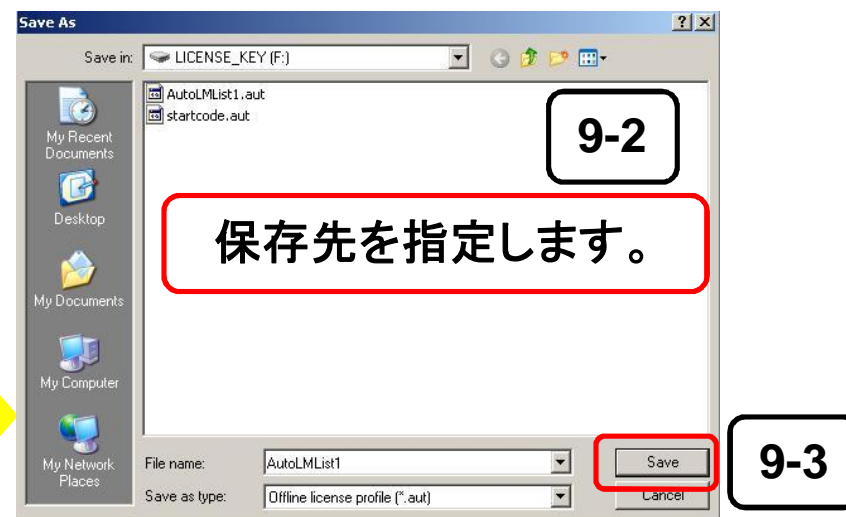 Save As
Save in:
LICENSE_KEY (F:)
AutoLMList1.aut
startcode.aut
9-2
My Recent
Documents
Desktop
保存先を指定します。
My Documents
My Computer
My Network
Places
File name:
AutoLMList1
Save
9-3
Save as type:
Offline license profile (*.aut)
Cancel